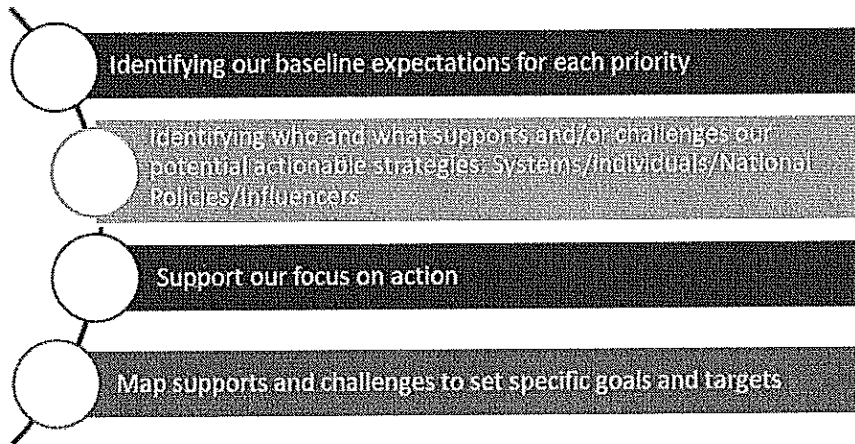 Identifying our baseline expectations for each priority
Identifying who and what supports and/or challenges our
potential actionable strategies: Systems/Individuals/National
Policies/Influencers
Support our focus on action
Map supports and challenges to set specific goals and targets